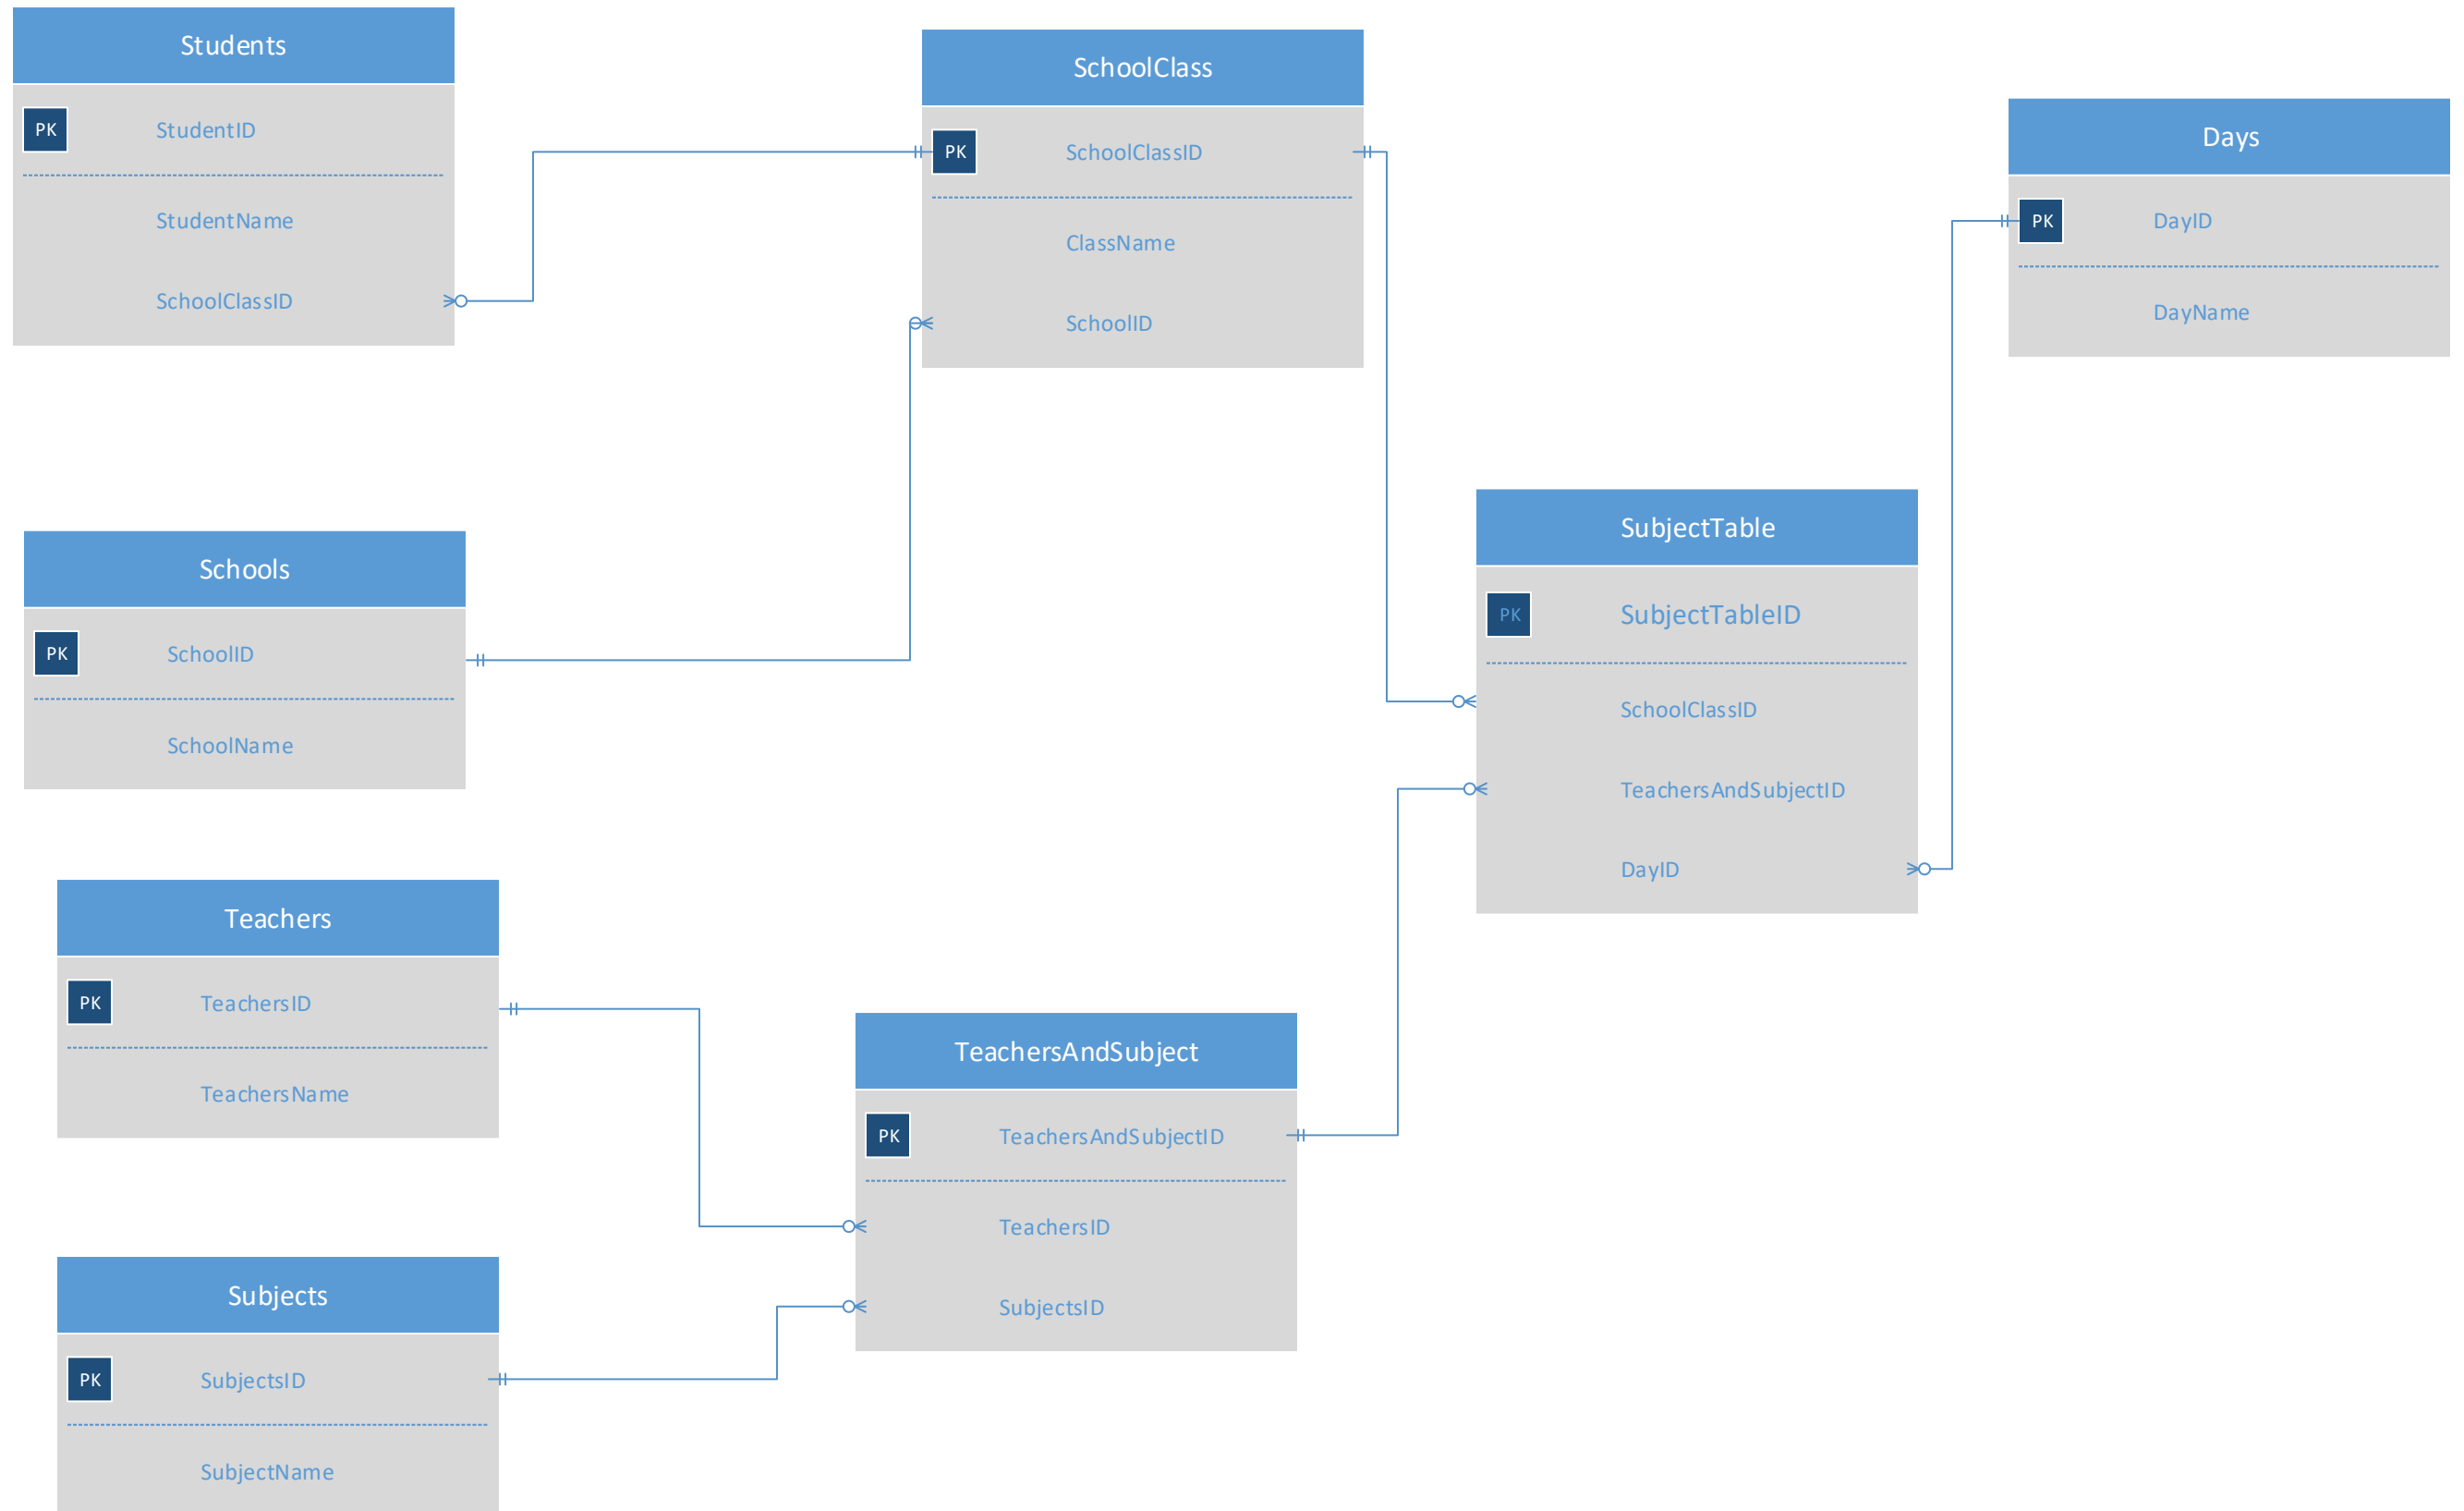 Students
PK StudentID
StudentName
SchoolClassID
SchoolClass
PK SchoolClassID
ClassName
SchoolID
Days
PK DayID
DayName
Schools
PK SchoolID
SchoolName
SubjectTable
PK SubjectTableID
SchoolClassID
TeachersAndSubjectID
DayID
Teachers
PK TeachersID
TeachersName
TeachersAndSubject
PK TeachersAndSubjectID
TeachersID
SubjectsID
Subjects
PK SubjectsID
SubjectName